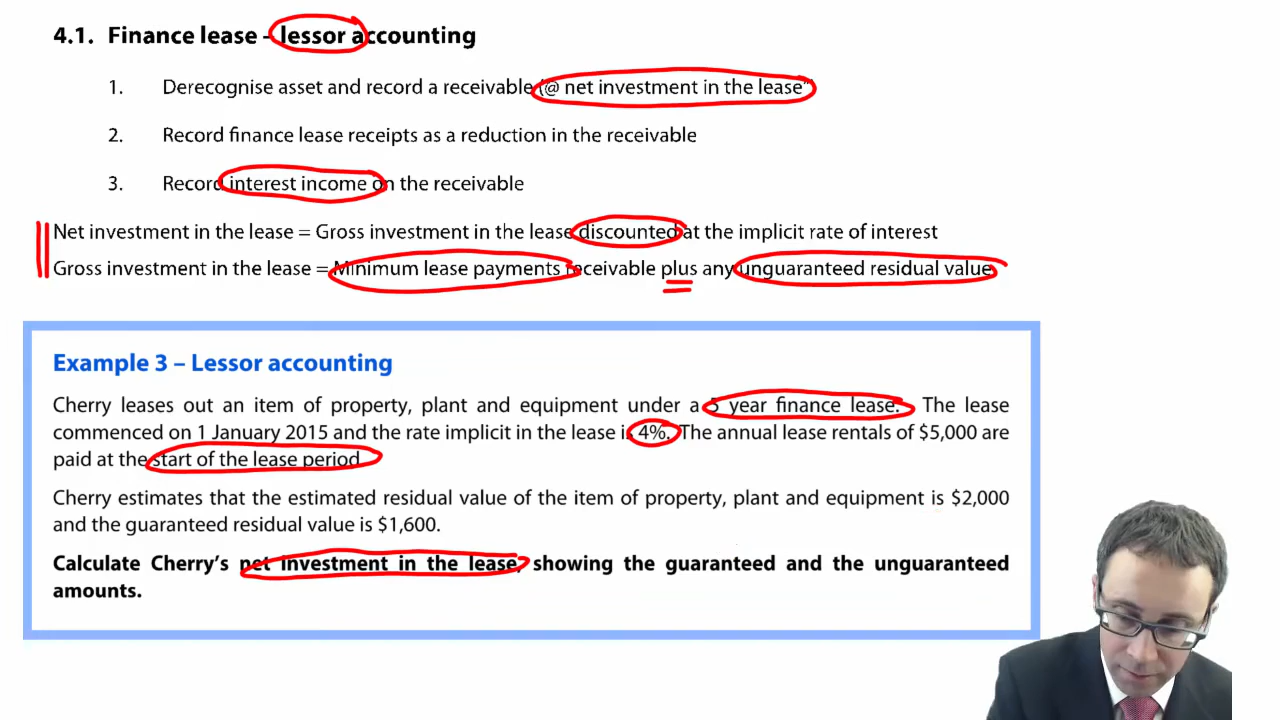 4.1. Finance lease – lessor accounting
1. Derecognise asset and record a receivable (@ net investment in the lease")
2. Record finance lease receipts as a reduction in the receivable
3. Record interest income on the receivable
Net investment in the lease = Gross investment in the lease discounted at the implicit rate of interest
Gross investment in the lease = Minimum lease payments receivable plus any unguaranteed residual value
Example 3 – Lessor accounting
Cherry leases out an item of property, plant and equipment under a 5 year finance lease. The lease
commenced on 1 January 2015 and the rate implicit in the lease is 4%. The annual lease rentals of $5,000 are
paid at the start of the lease period.
Cherry estimates that the estimated residual value of the item of property, plant and equipment is $2,000
and the guaranteed residual value is $1,600.
Calculate Cherry's net investment in the lease, showing the guaranteed and the unguaranteed
amounts.